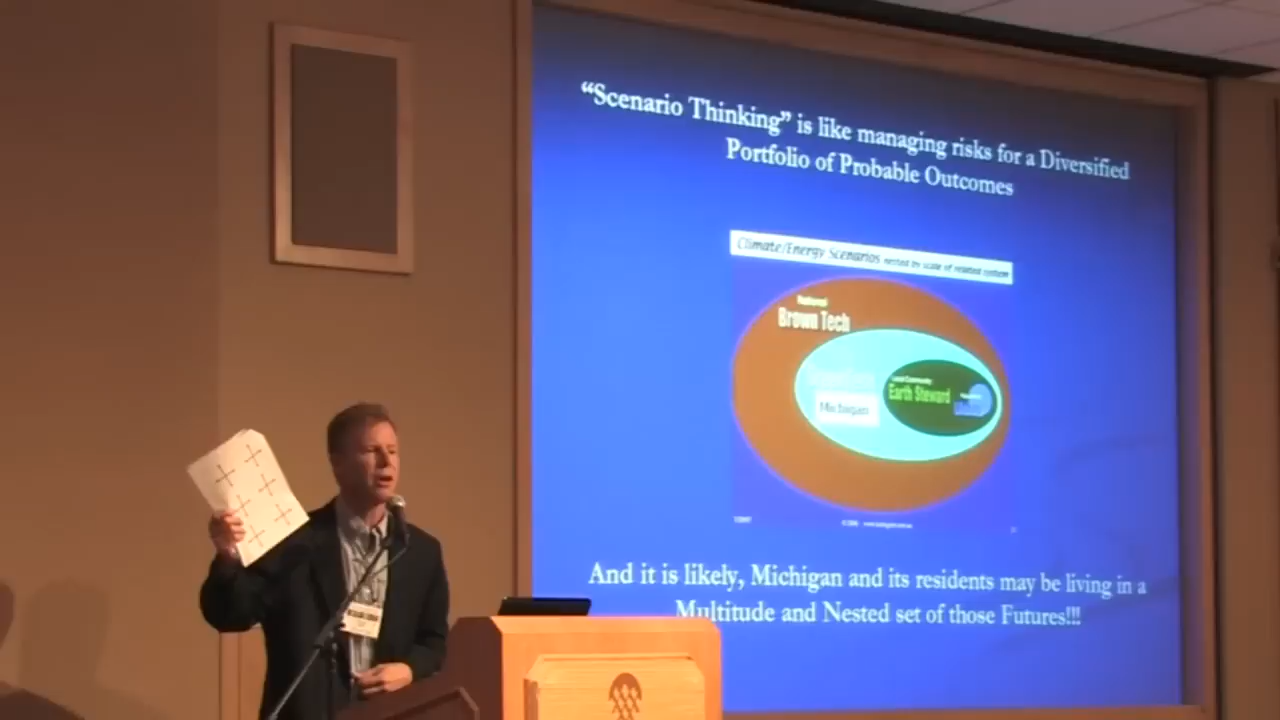 “Scenario Thinking” is like managing risks for a Diversified
Portfolio of Probable Outcomes
Climate/Energy Scenarios nested by scale of related system
National
Brown Tech
Local Community
Earth Steward
Michigan
And it is likely, Michigan and its residents may be living in a
Multitude and Nested set of those Futures!!!